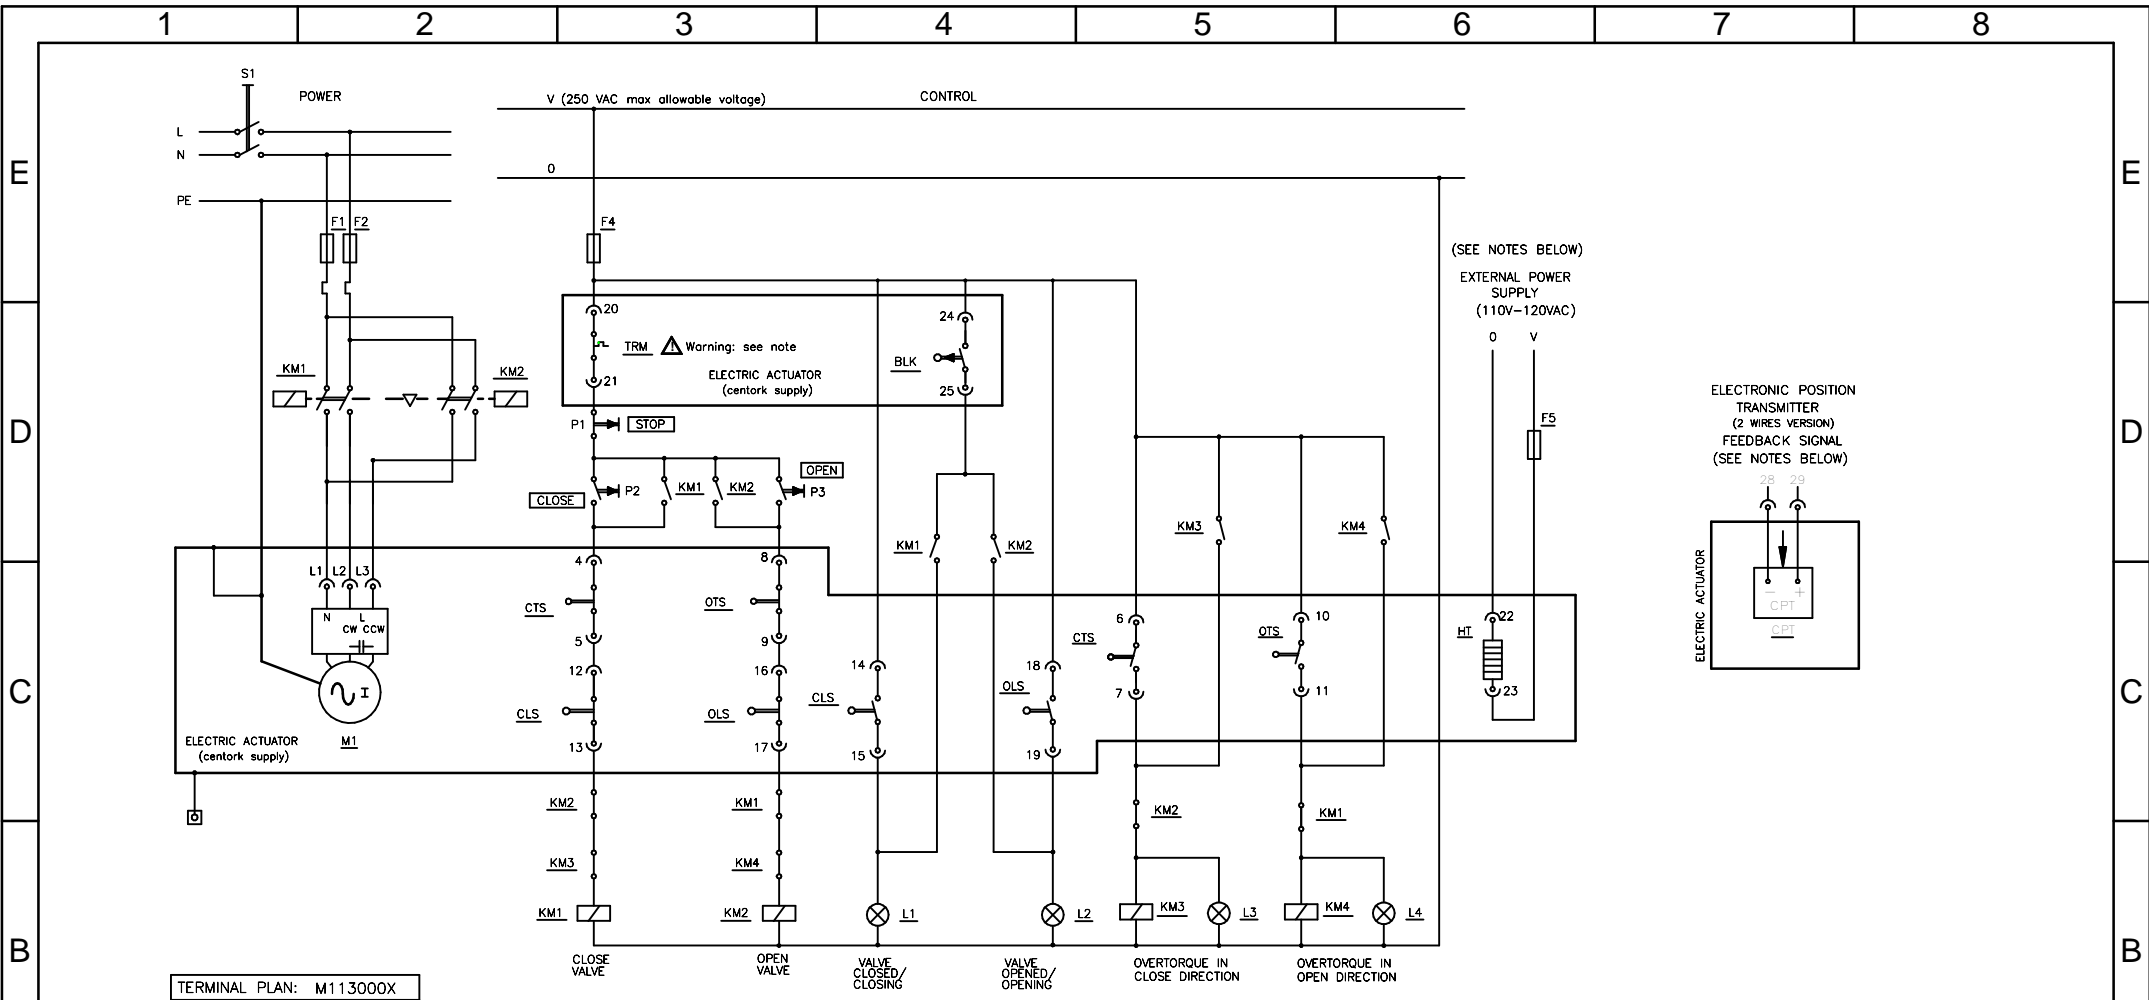 1 2 3 4 5 6 7 8
E E
D D
C C
B B
S1
POWER
L
N
PE
F1 F2
KM1
KM2
L1 L2 L3
N L
CW CCW
I
M1
ELECTRIC ACTUATOR
(centork supply)
V (250 VAC max allowable voltage)
CONTROL
0
F4
20
TRM
Warning: see note
21
ELECTRIC ACTUATOR
(centork supply)
24
BLK
25
P1
STOP
CLOSE
P2
KM1
KM2
OPEN
P3
4
CTS
5
12
CLS
13
KM2
KM3
KM1
CLOSE
VALVE
8
OTS
9
16
OLS
17
KM1
KM4
KM2
OPEN
VALVE
KM1
KM2
14
CLS
15
L1
VALVE
CLOSED/
CLOSING
18
OLS
19
L2
VALVE
OPENED/
OPENING
KM3
6
CTS
7
KM2
KM3
L3
OVERTORQUE IN
CLOSE DIRECTION
KM4
10
OTS
11
KM1
KM4
L4
OVERTORQUE IN
OPEN DIRECTION
(SEE NOTES BELOW)
EXTERNAL POWER
SUPPLY
(110V-120VAC)
0 V
F5
22
HT
23
ELECTRONIC POSITION
TRANSMITTER
(2 WIRES VERSION)
FEEDBACK SIGNAL
(SEE NOTES BELOW)
28 29
ELECTRIC ACTUATOR
- +
CPT
CPT
TERMINAL PLAN: M113000X